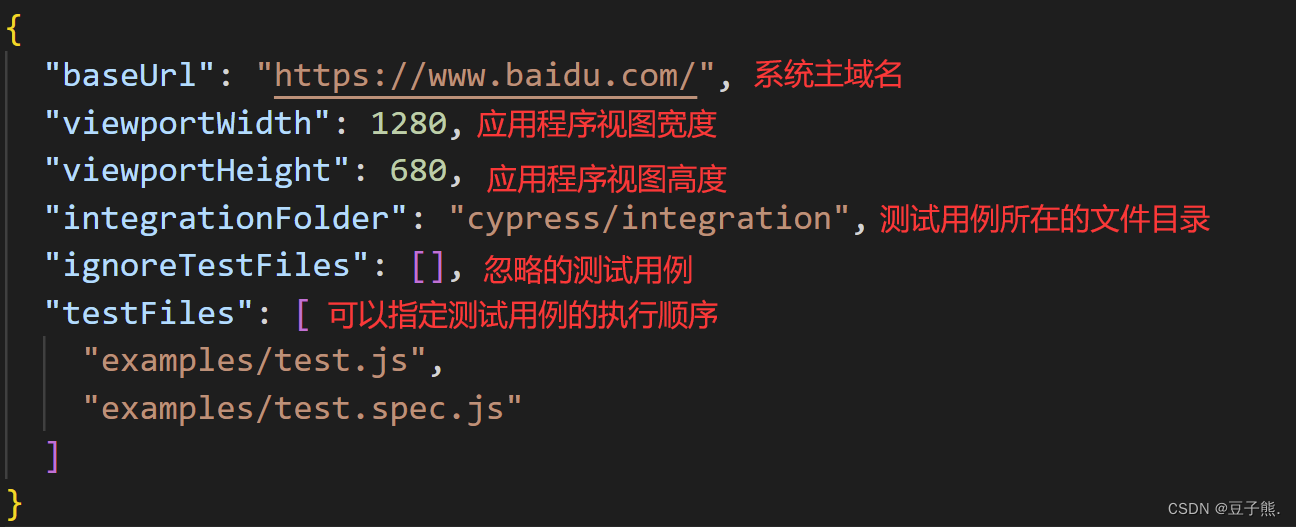 {
"baseUrl": "https://www.baidu.com/", 系统主域名
"viewportWidth": 1280, 应用程序视图宽度
"viewportHeight": 680, 应用程序视图高度
"integrationFolder": "cypress/integration", 测试用例所在的文件目录
"ignoreTestFiles": [], 忽略的测试用例
"testFiles": [ 可以指定测试用例的执行顺序
"examples/test.js",
"examples/test.spec.js"
]
}
CSDN @豆子熊.